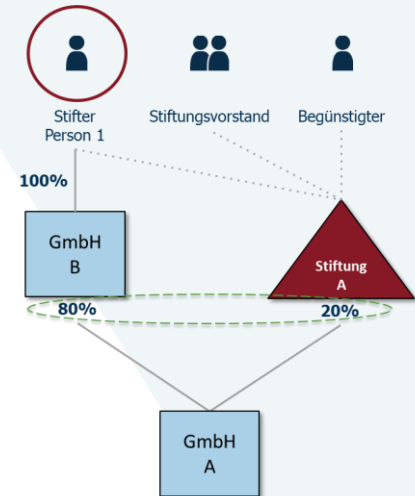 Stifter
Person 1
Stiftungsvorstand
Begünstigter
100%
GmbH
B
Stiftung
A
80%
20%
GmbH
A